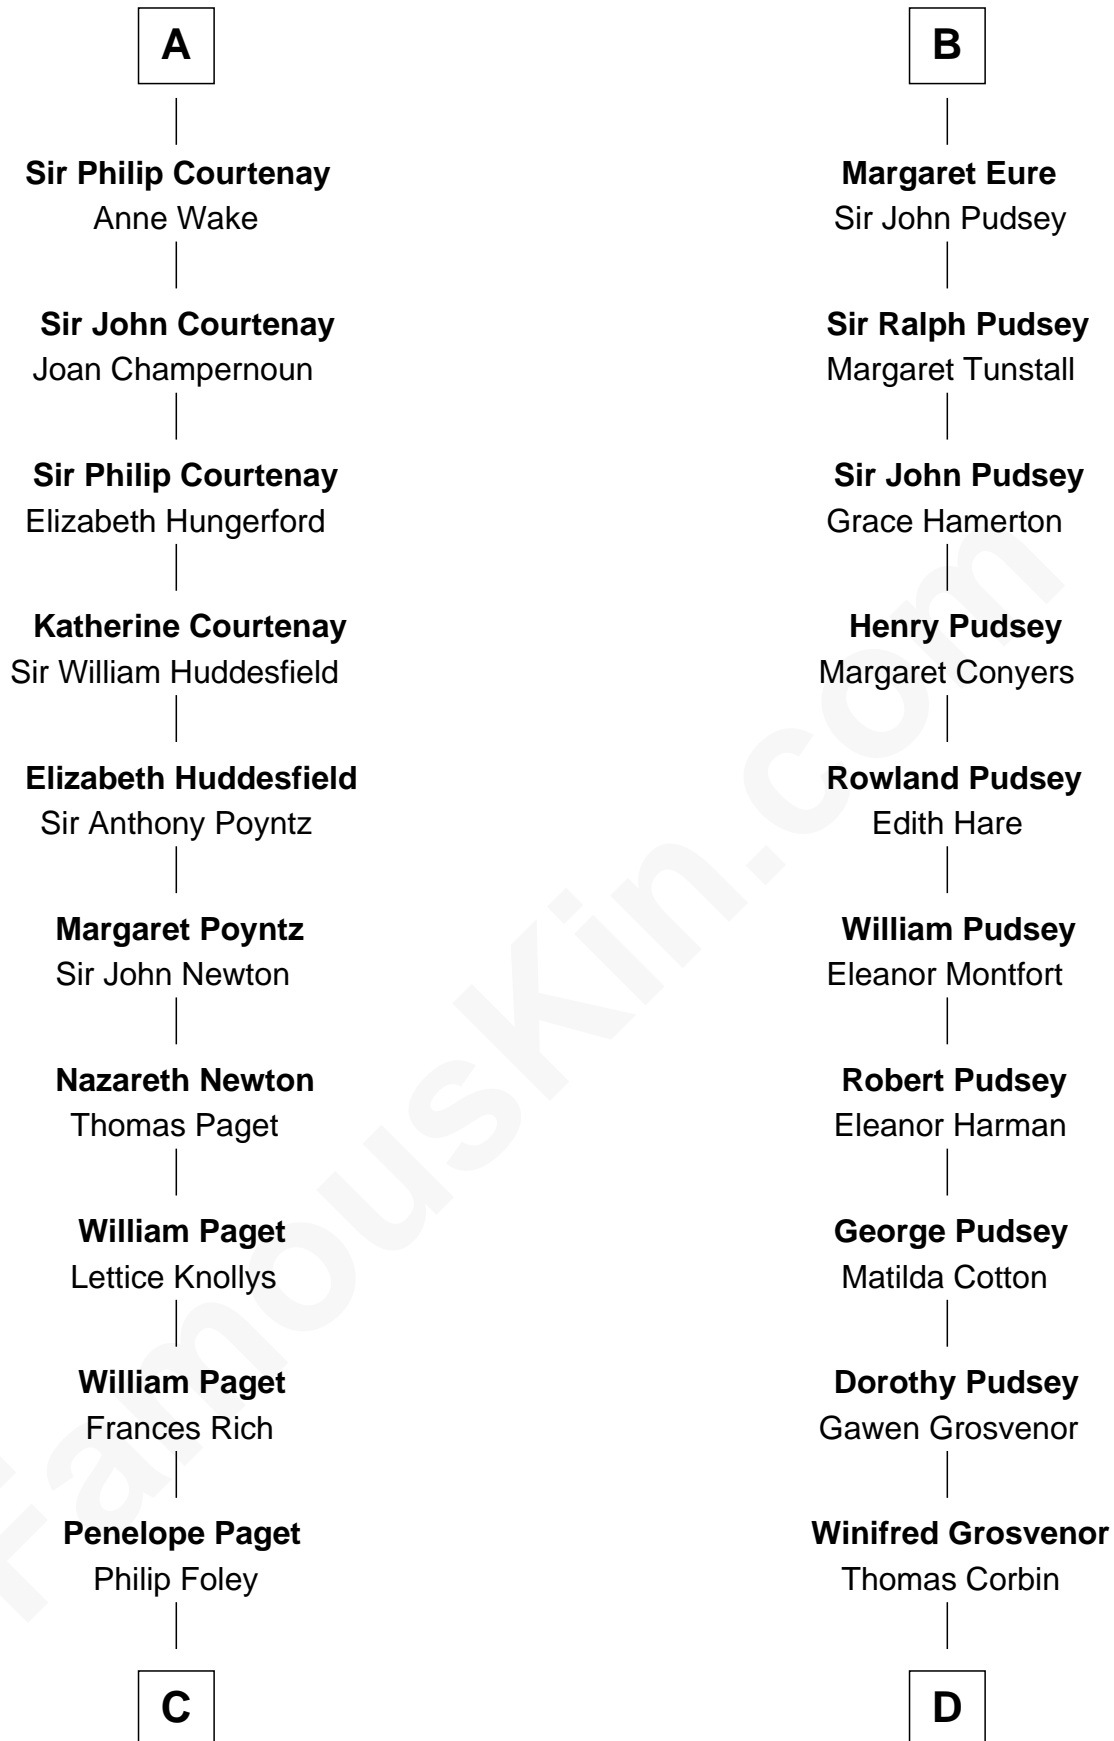 A
Sir Philip Courtenay
Anne Wake
Sir John Courtenay
Joan Champernoun
Sir Philip Courtenay
Elizabeth Hungerford
Katherine Courtenay
Sir William Huddesfield
Elizabeth Huddesfield
Sir Anthony Poyntz
Margaret Poyntz
Sir John Newton
Nazareth Newton
Thomas Paget
William Paget
Lettice Knollys
William Paget
Frances Rich
Penelope Paget
Philip Foley
C
B
Margaret Eure
Sir John Pudsey
Sir Ralph Pudsey
Margaret Tunstall
Sir John Pudsey
Grace Hamerton
Henry Pudsey
Margaret Conyers
Rowland Pudsey
Edith Hare
William Pudsey
Eleanor Montfort
Robert Pudsey
Eleanor Harman
George Pudsey
Matilda Cotton
Dorothy Pudsey
Gawen Grosvenor
Winifred Grosvenor
Thomas Corbin
D
FamousKin.com